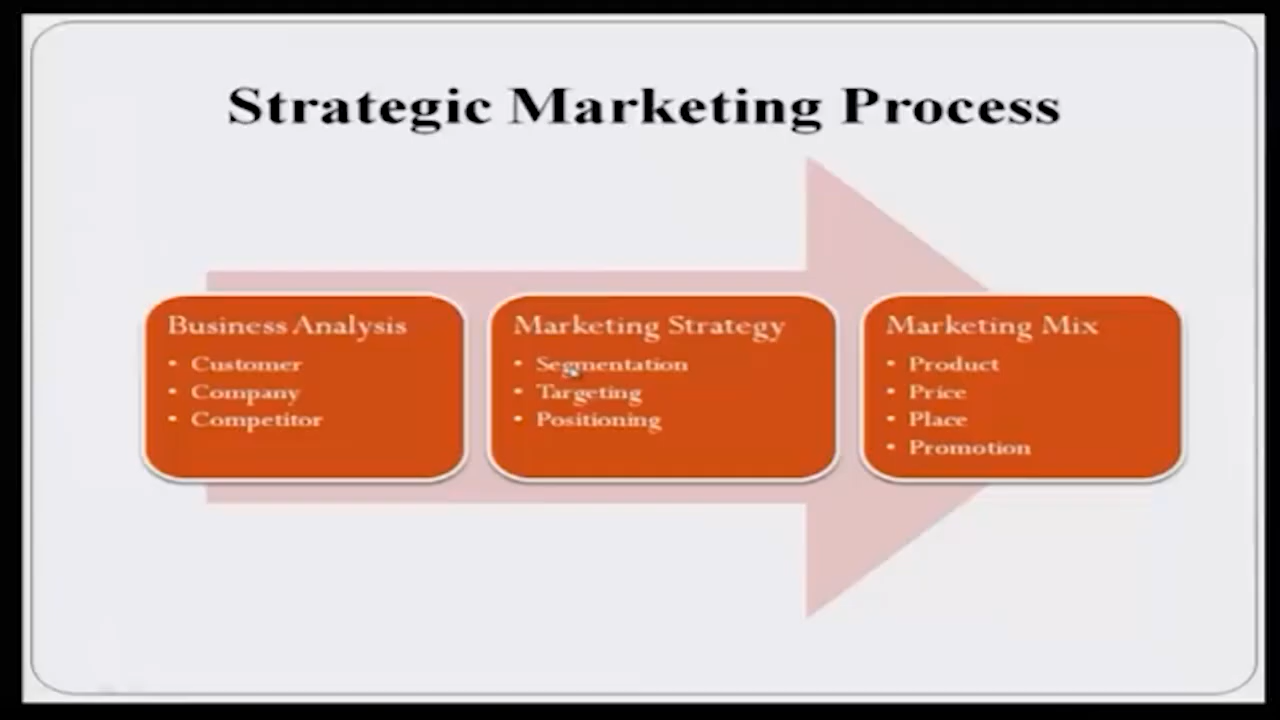 Strategic Marketing Process
Business Analysis
• Customer
• Company
• Competitor
Marketing Strategy
• Segmentation
• Targeting
• Positioning
Marketing Mix
• Product
• Price
• Place
• Promotion